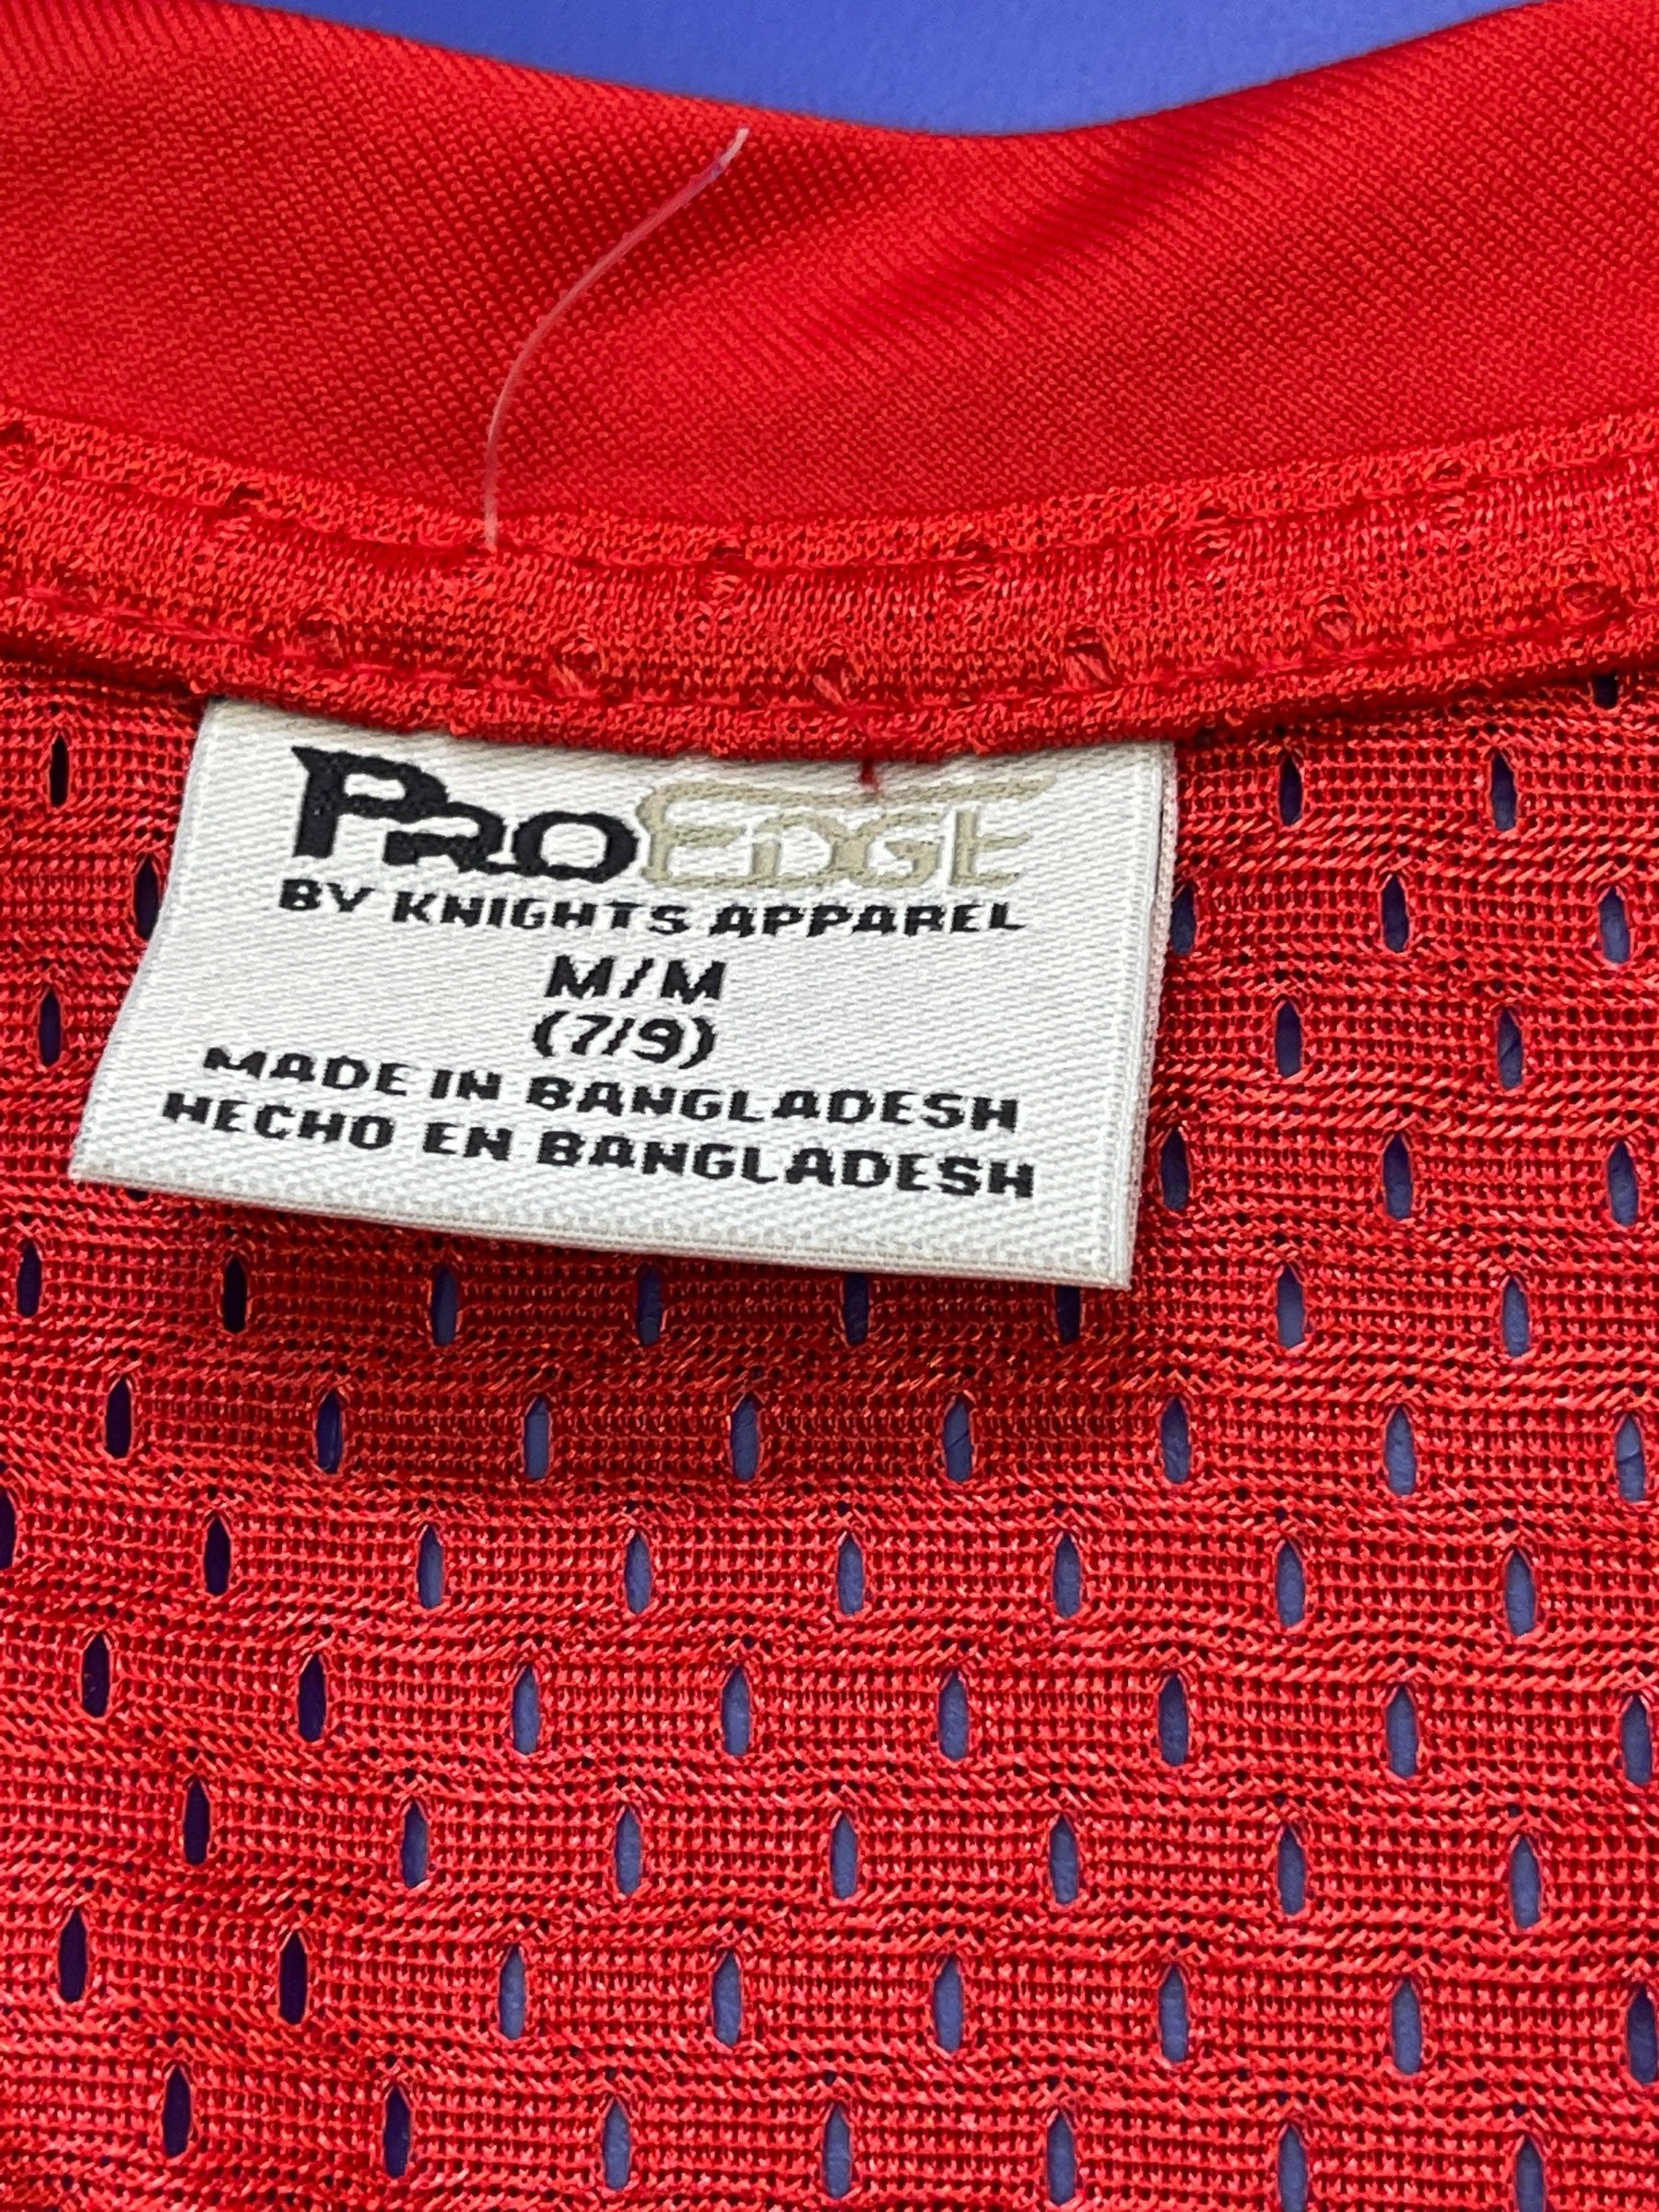 PROEDGE
BY KNIGHTS APPAREL
M/M
(7/9)
MADE IN BANGLADESH
HECHO EN BANGLADESH